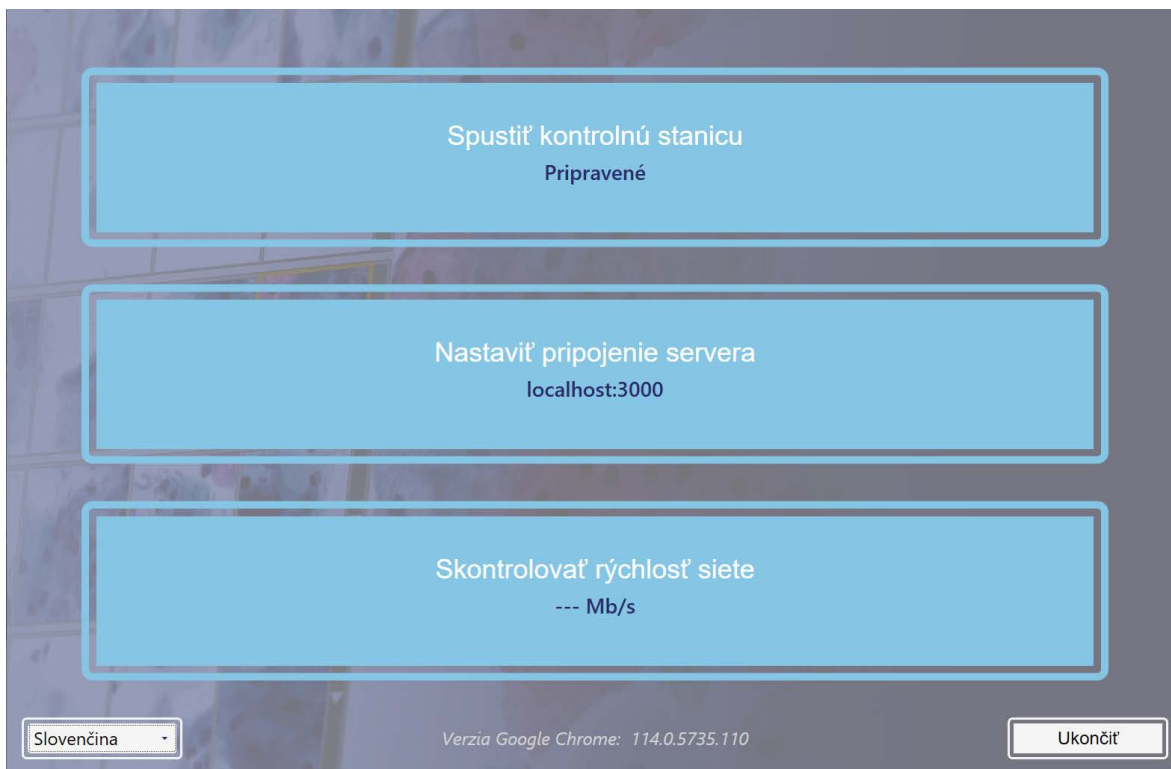 Spustiť kontrolnú stanicu
Pripravené
Nastaviť pripojenie servera
localhost:3000
Skontrolovať rýchlosť siete
--- Mb/s
Slovenčina
Verzia Google Chrome: 114.0.5735.110
Ukončiť